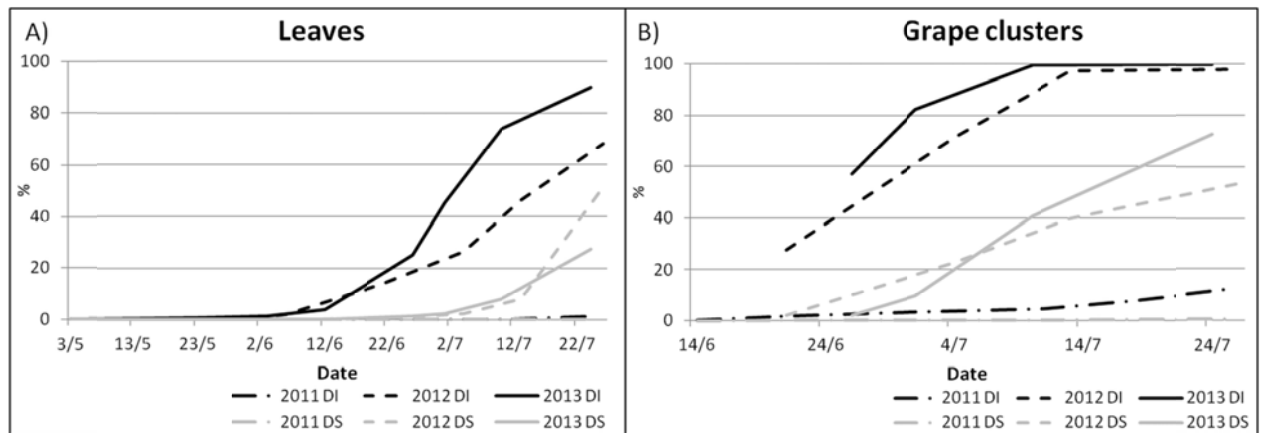 A) Leaves
100
80
60
%
40
20
0
3/5 13/5 23/5 2/6 12/6 22/6 2/7 12/7 22/7
Date
2011 DI 2012 DI 2013 DI
2011 DS 2012 DS 2013 DS
B) Grape clusters
100
80
60
%
40
20
0
14/6 24/6 4/7 14/7 24/7
Date
2011 DI 2012 DI 2013 DI
2011 DS 2012 DS 2013 DS